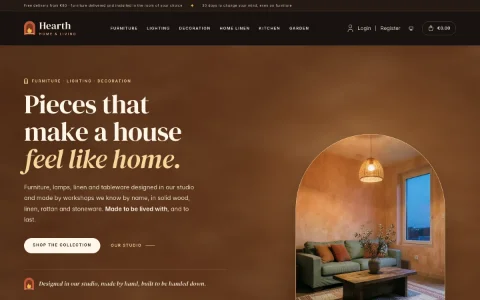 Free delivery from €80 · furniture delivered and installed in the room of your choice
30 days to change your mind, even on furniture
Hearth
HOME & LIVING
FURNITURE
LIGHTING
DECORATION
HOME LINEN
KITCHEN
GARDEN
Login | Register
€0.00
FURNITURE · LIGHTING · DECORATION
Pieces that
make a house
feel like home.
Furniture, lamps, linen and tableware designed in our studio
and made by workshops we know by name, in solid wood,
linen, rattan and stoneware. Made to be lived with, and to
last.
SHOP THE COLLECTION
OUR STUDIO
Designed in our studio, made by hand, built to be handed down.